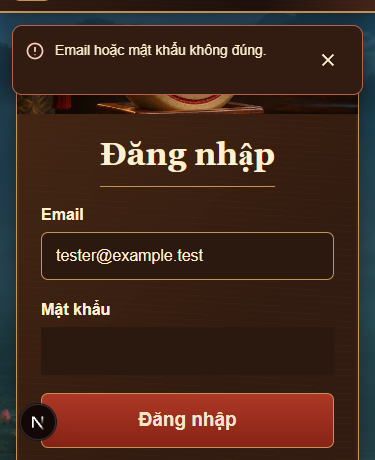 Email hoặc mật khẩu không đúng.
Đăng nhập
Email
tester@example.test
Mật khẩu
Đăng nhập
N